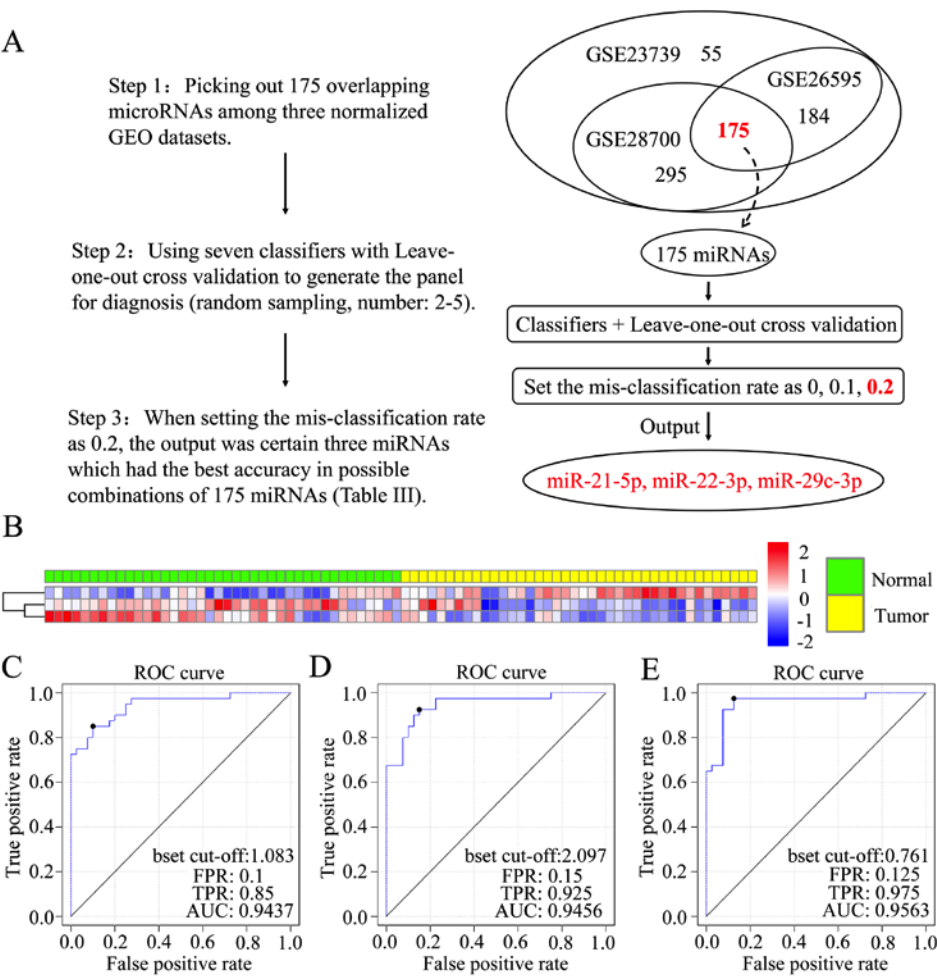 A
Step 1：Picking out 175 overlapping
microRNAs among three normalized
GEO datasets.
Step 2：Using seven classifiers with Leave-
one-out cross validation to generate the panel
for diagnosis (random sampling, number: 2-5).
Step 3：When setting the mis-classification rate
as 0.2, the output was certain three miRNAs
which had the best accuracy in possible
combinations of 175 miRNAs (Table III).
GSE23739 55
GSE26595
184
GSE28700
175
295
175 miRNAs
Classifiers + Leave-one-out cross validation
Set the mis-classification rate as 0, 0.1, 0.2
Output
miR-21-5p, miR-22-3p, miR-29c-3p
B
2
1
0
-1
-2
Normal
Tumor
C
ROC curve
True positive rate
1.0
0.8
0.6
0.4
0.2
0.0
bset cut-off:1.083
FPR: 0.1
TPR: 0.85
AUC: 0.9437
0.0 0.2 0.4 0.6 0.8 1.0
False positive rate
D
ROC curve
True positive rate
1.0
0.8
0.6
0.4
0.2
0.0
bset cut-off:2.097
FPR: 0.15
TPR: 0.925
AUC: 0.9456
0.0 0.2 0.4 0.6 0.8 1.0
False positive rate
E
ROC curve
True positive rate
1.0
0.8
0.6
0.4
0.2
0.0
bset cut-off:0.761
FPR: 0.125
TPR: 0.975
AUC: 0.9563
0.0 0.2 0.4 0.6 0.8 1.0
False positive rate